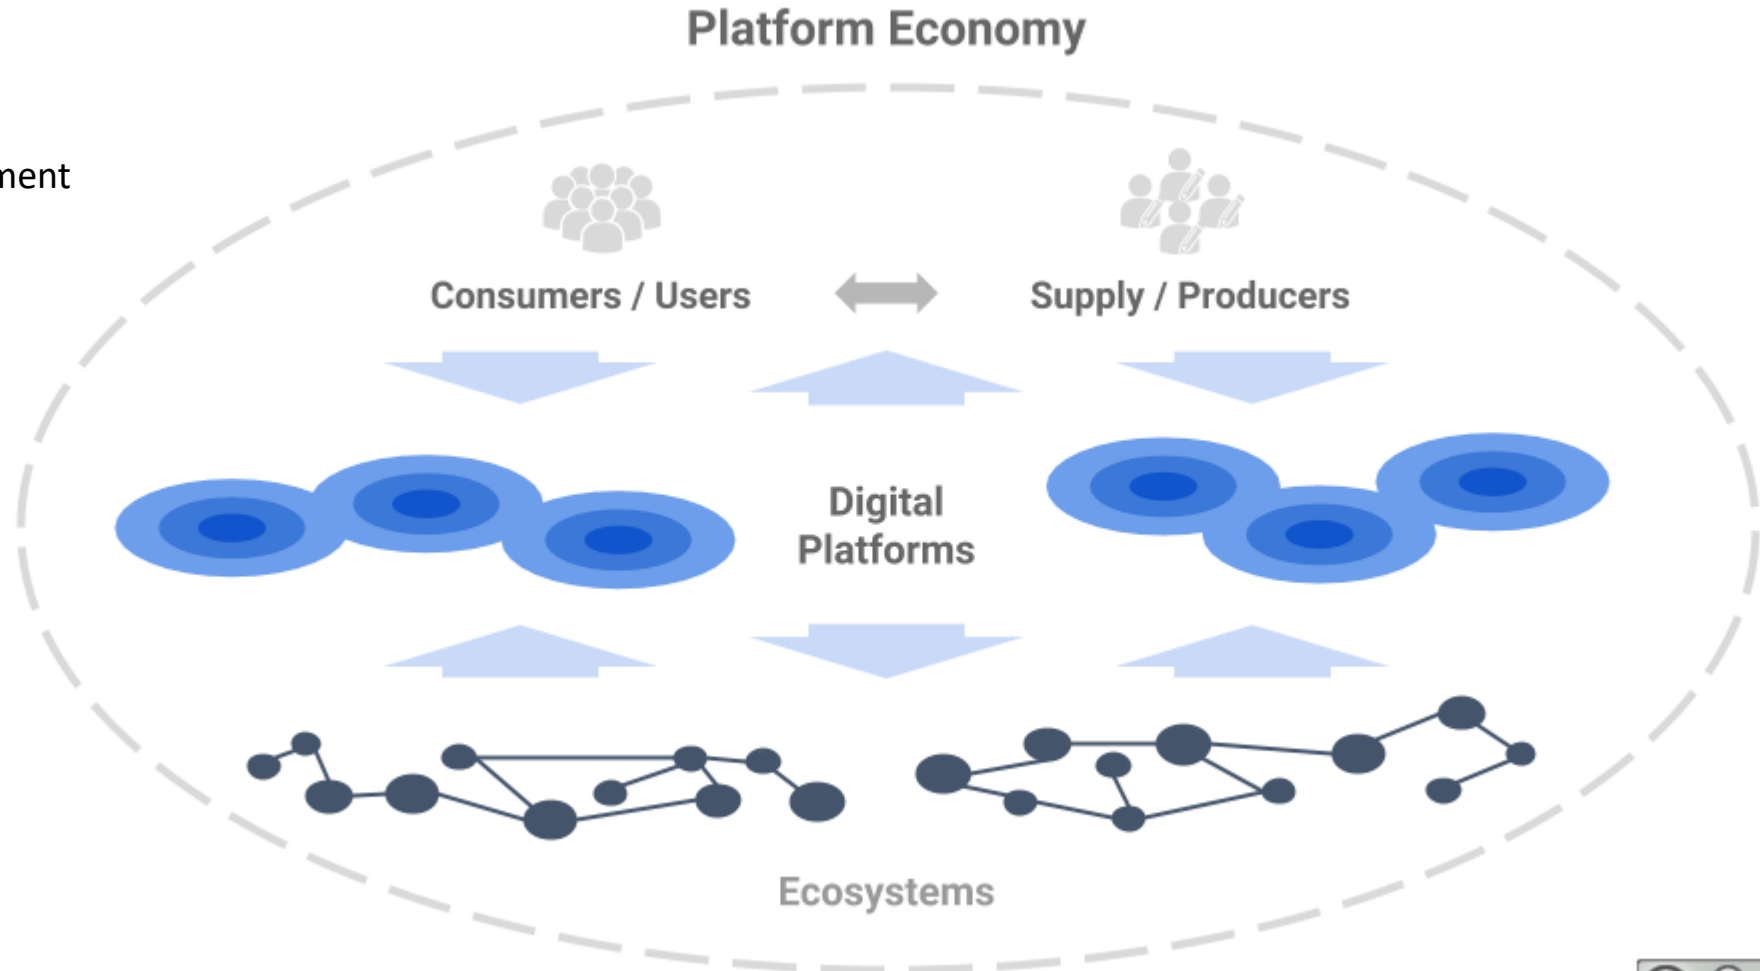 Platform Economy
ment
Consumers / Users
Supply / Producers
Digital
Platforms
Ecosystems